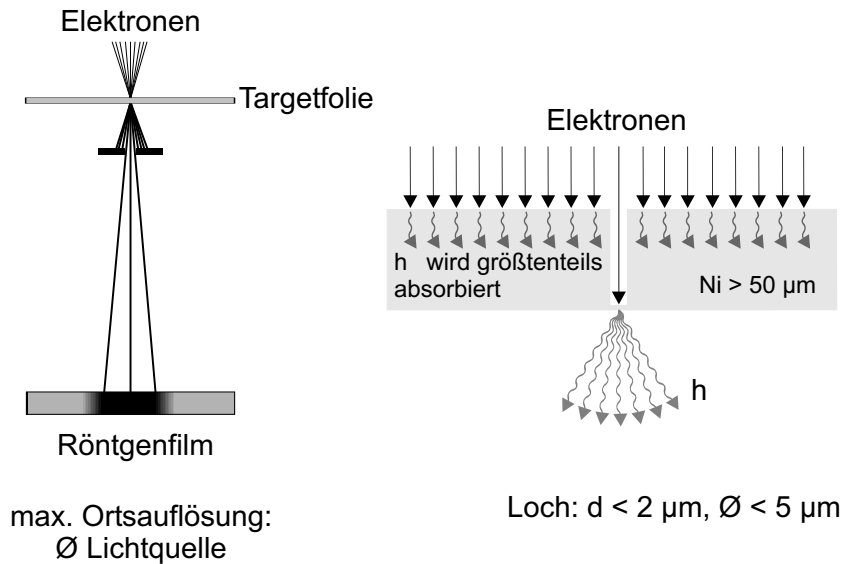 Elektronen
Targetfolie
Röntgenfilm
max. Ortsauflösung:
Ø Lichtquelle
Elektronen
h wird größtenteils
absorbiert
Ni > 50 µm
h
Loch: d < 2 µm, Ø < 5 µm